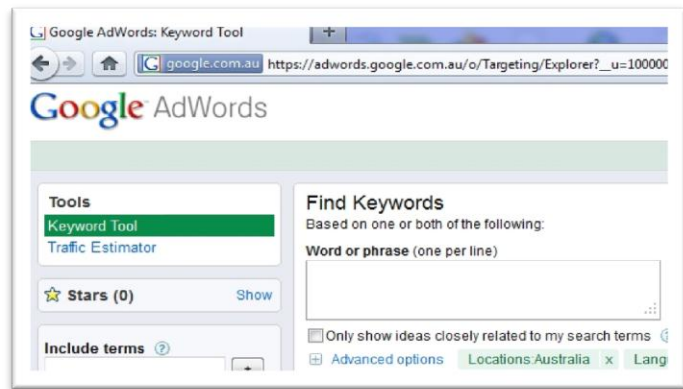 Google AdWords: Keyword Tool
google.com.au https://adwords.google.com.au/o/Targeting/Explorer?__u=100000
Google AdWords
Tools
Keyword Tool
Traffic Estimator
Stars (0) Show
Include terms
Find Keywords
Based on one or both of the following:
Word or phrase (one per line)
Only show ideas closely related to my search terms
Advanced options Locations:Australia x